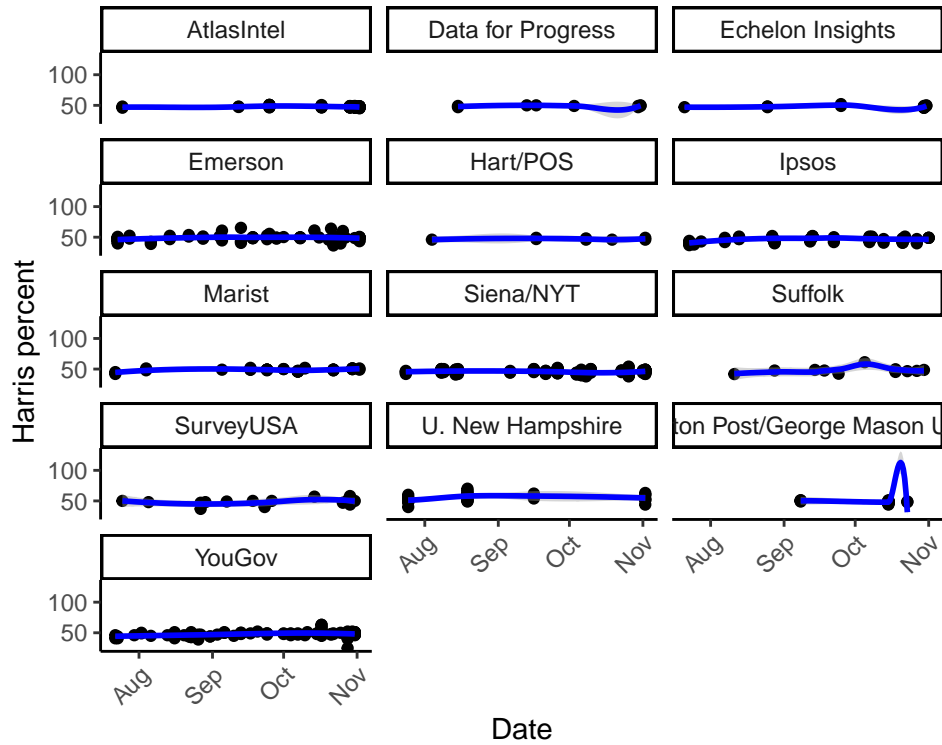 AtlasIntel
Data for Progress
Echelon Insights
100
50
Emerson
Hart/POS
Ipsos
100
50
Marist
Siena/NYT
Suffolk
100
50
SurveyUSA
U. New Hampshire
ton Post/George Mason U
100
50
Aug
Sep
Oct
Nov
Aug
Sep
Oct
Nov
YouGov
100
50
Aug
Sep
Oct
Nov
Harris percent
Date